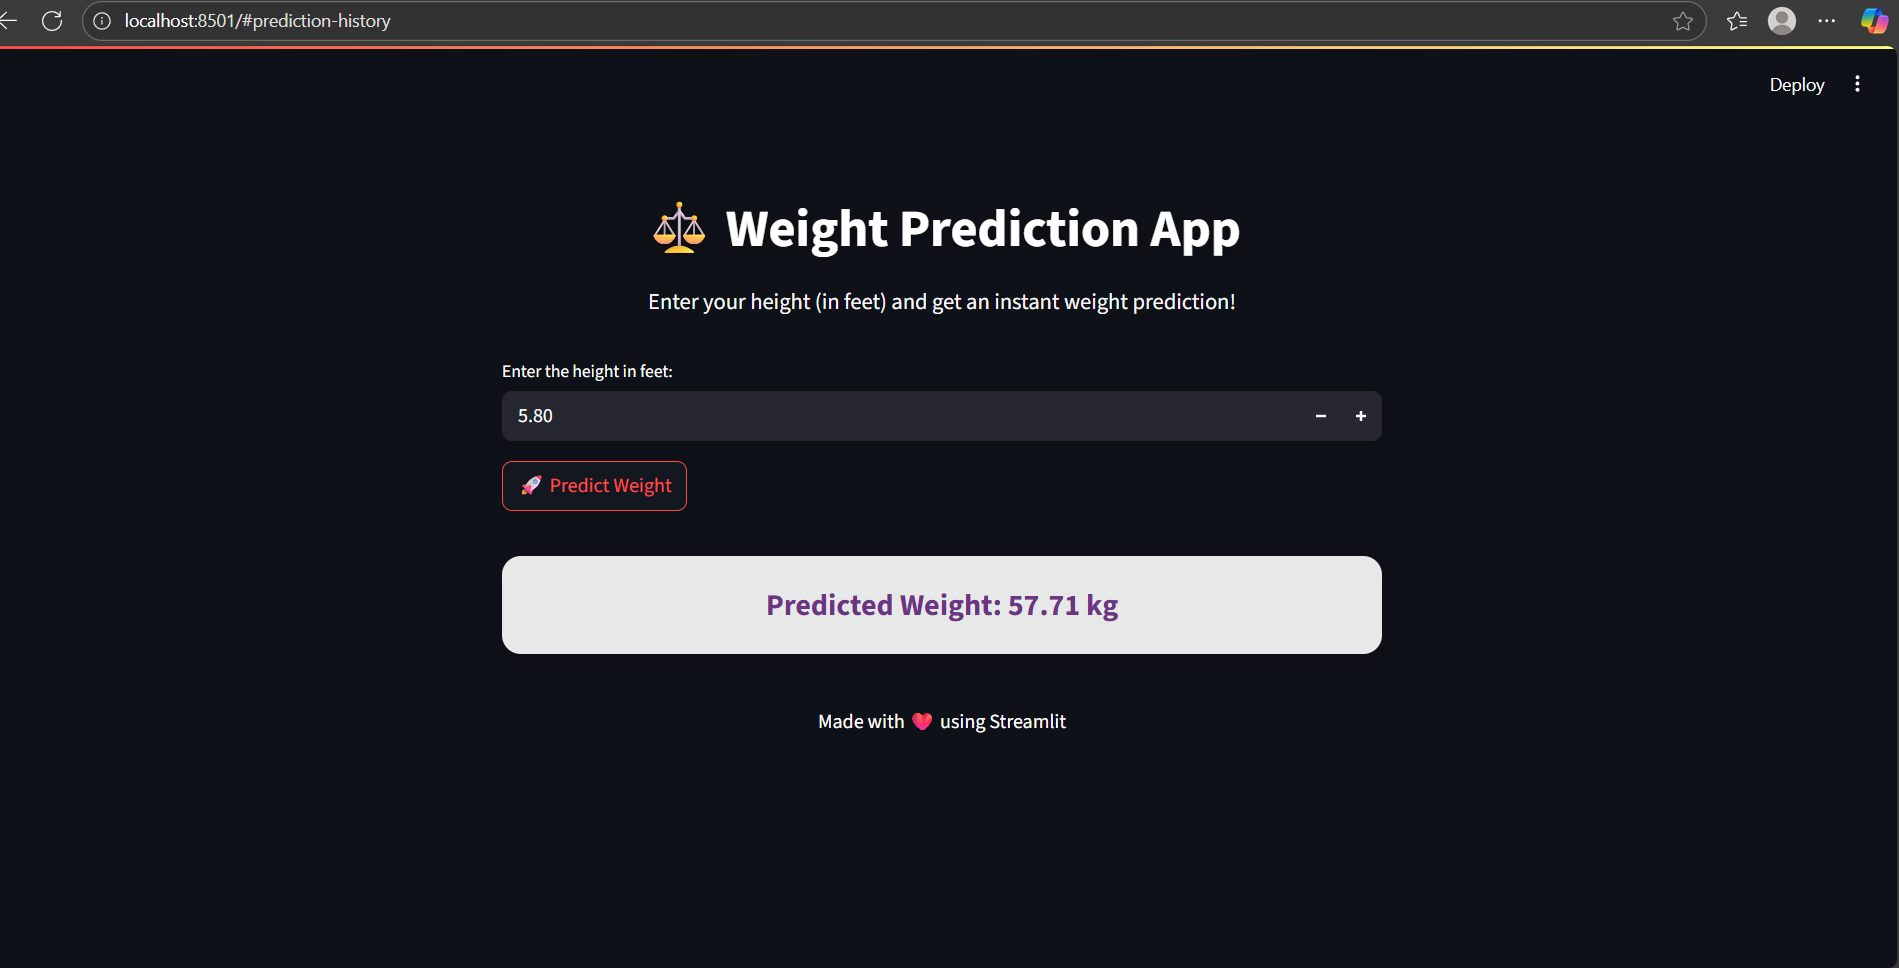 localhost:8501/#prediction-history
Deploy
Weight Prediction App
Enter your height (in feet) and get an instant weight prediction!
Enter the height in feet:
5.80
Predict Weight
Predicted Weight: 57.71 kg
Made with ❤️ using Streamlit